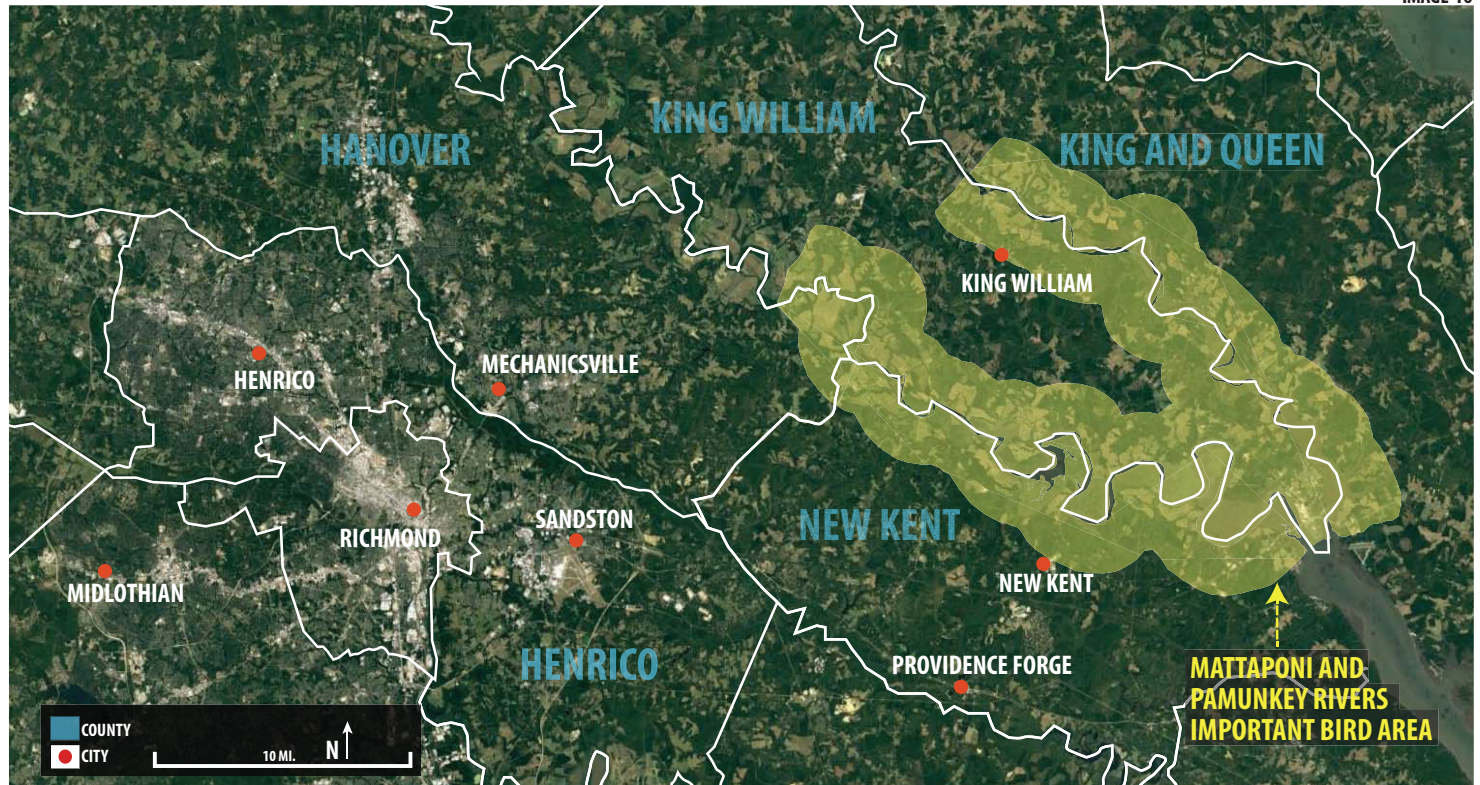 KING WILLIAM
HANOVER
KING AND QUEEN
KING WILLIAM
MECHANICSVILLE
HENRICO
SANDSTON
NEW KENT
RICHMOND
MIDLOTHIAN
NEW KENT
HENRICO
PROVIDENCE FORGE
MATTAPONI AND
PAMUNKEY RIVERS
IMPORTANT BIRD AREA
COUNTY
CITY
10 MI.
N